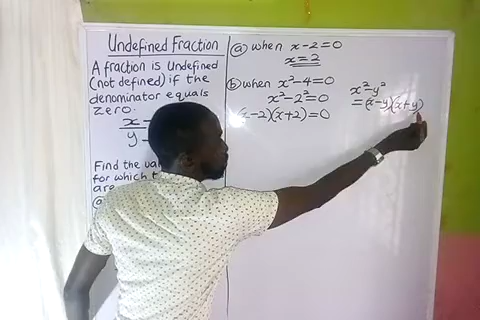 Undefined Fraction
A fraction is Undefined
(not defined) if the
denominator equals
zero.
x
y
Find the
for which
are
(a)
(a) when x-2=0
x=2
(b) when x²-4=0
x²-2²=0
(x-2)(x+2)=0
x²-y²
=(x-y)(x+y)